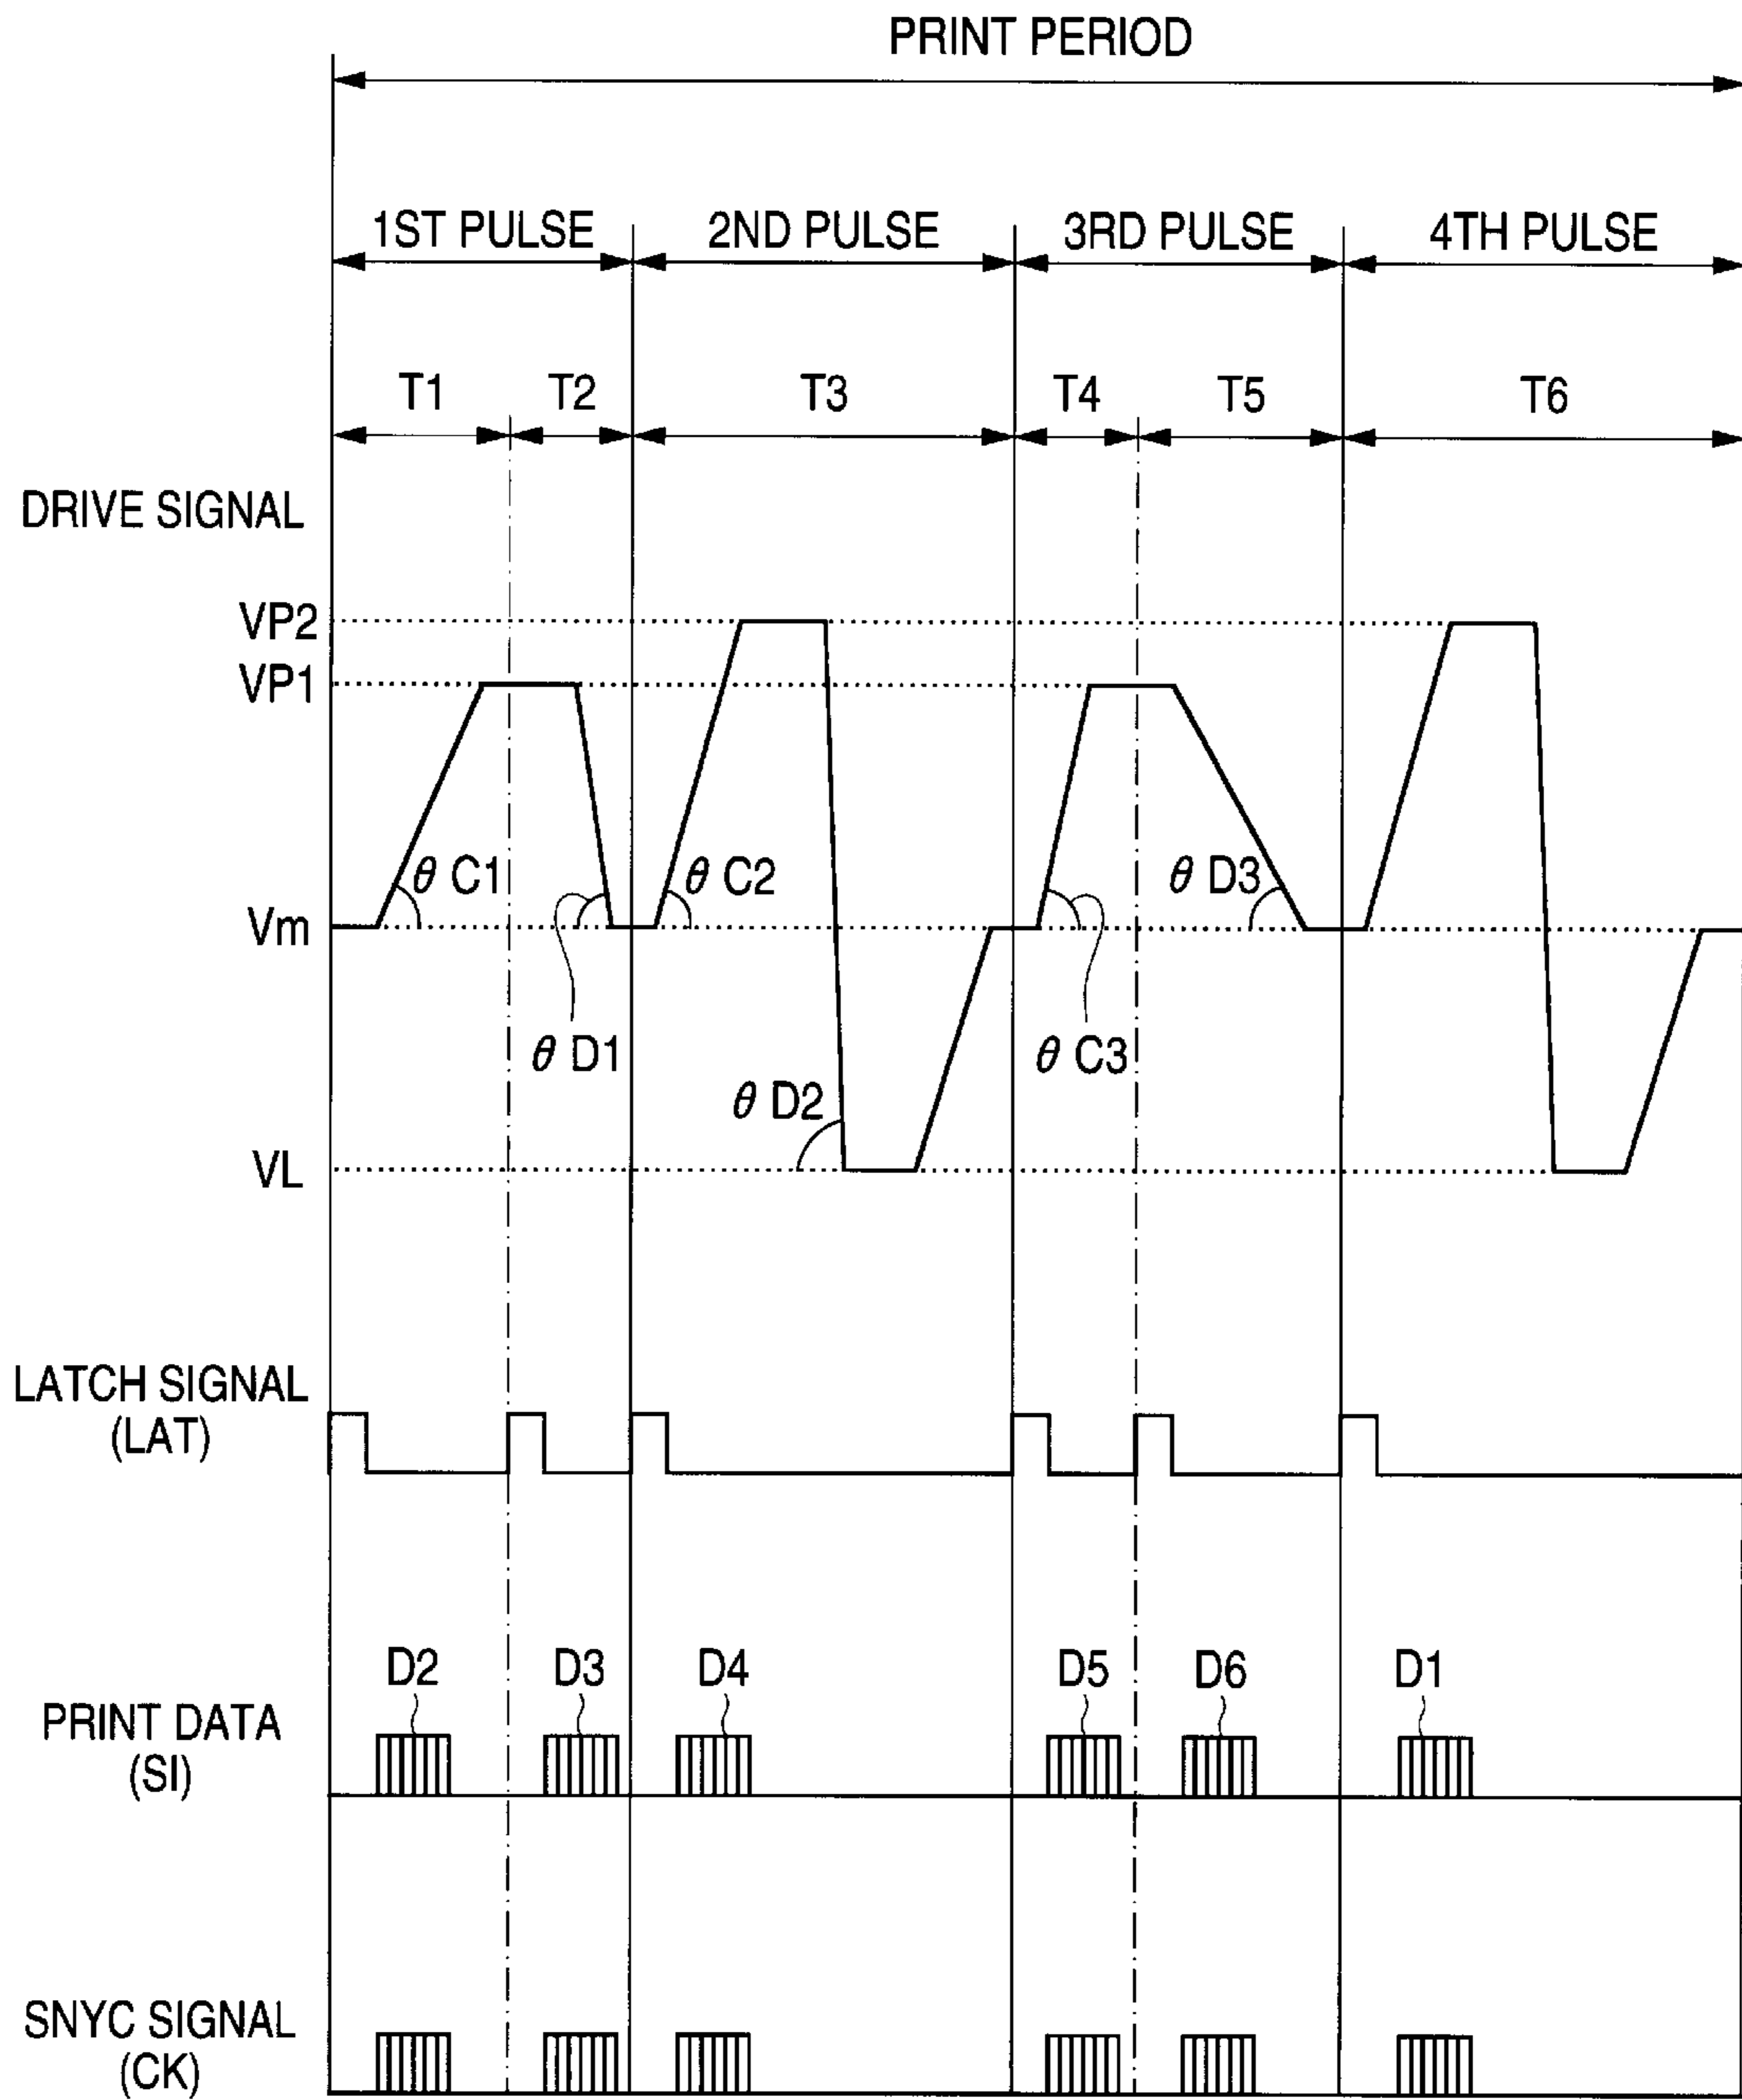 PRINT PERIOD
1ST PULSE 2ND PULSE 3RD PULSE 4TH PULSE
T1 T2 T3 T4 T5 T6
DRIVE SIGNAL
VP2
VP1
θ C1 θ C2 θ D3
Vm
θ D1 θ C3
θ D2
VL
LATCH SIGNAL
(LAT)
D2 D3 D4 D5 D6 D1
PRINT DATA
(SI)
SNYC SIGNAL
(CK)